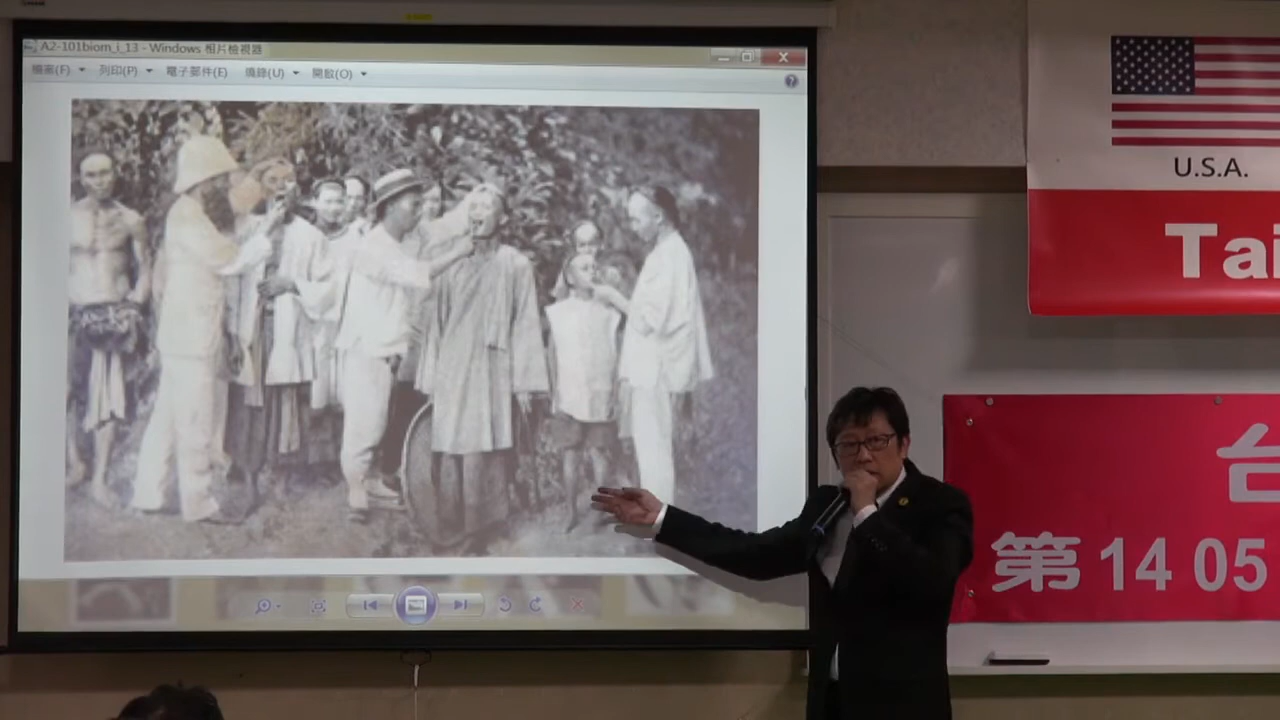 A2-101biom_i_13 - Windows 相片檢視器
檔案(F) 列印(P) 電子郵件(E) 燒錄(U) 開啟(O)
U.S.A.
Tai
台
第 14 05